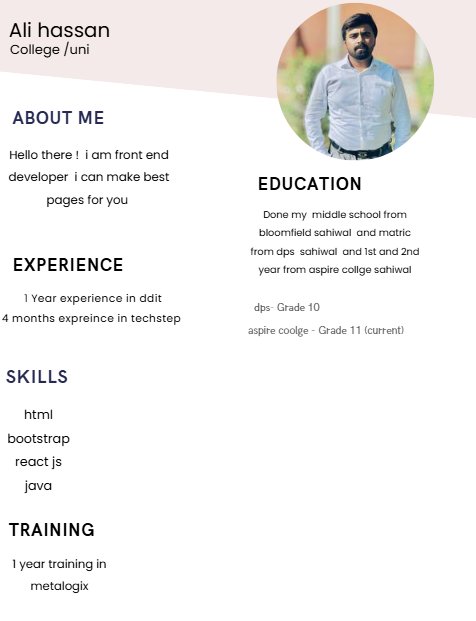 Ali hassan
College /uni
ABOUT ME
Hello there ! i am front end
developer i can make best
pages for you
EXPERIENCE
1 Year experience in ddit
4 months expreince in techstep
SKILLS
html
bootstrap
react js
java
TRAINING
1 year training in
metalogix
EDUCATION
Done my middle school from
bloomfield sahiwal and matric
from dps sahiwal and 1st and 2nd
year from aspire collge sahiwal
dps- Grade 10
aspire coolge - Grade 11 (current)